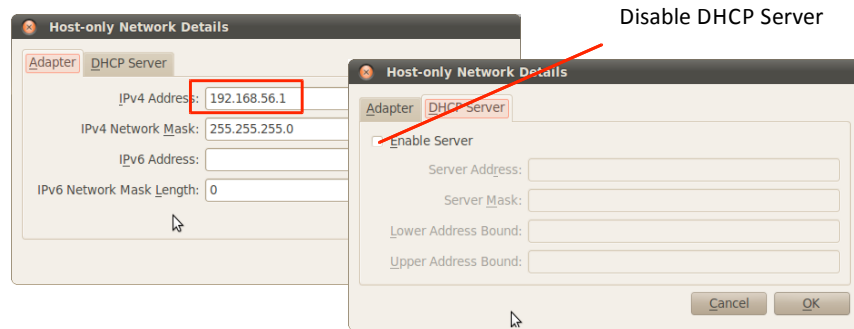 Disable DHCP Server
Host-only Network Details
Adapter DHCP Server
IPv4 Address: 192.168.56.1
IPv4 Network Mask: 255.255.255.0
IPv6 Address:
IPv6 Network Mask Length: 0
Host-only Network Details
Adapter DHCP Server
Enable Server
Server Address:
Server Mask:
Lower Address Bound:
Upper Address Bound:
Cancel OK